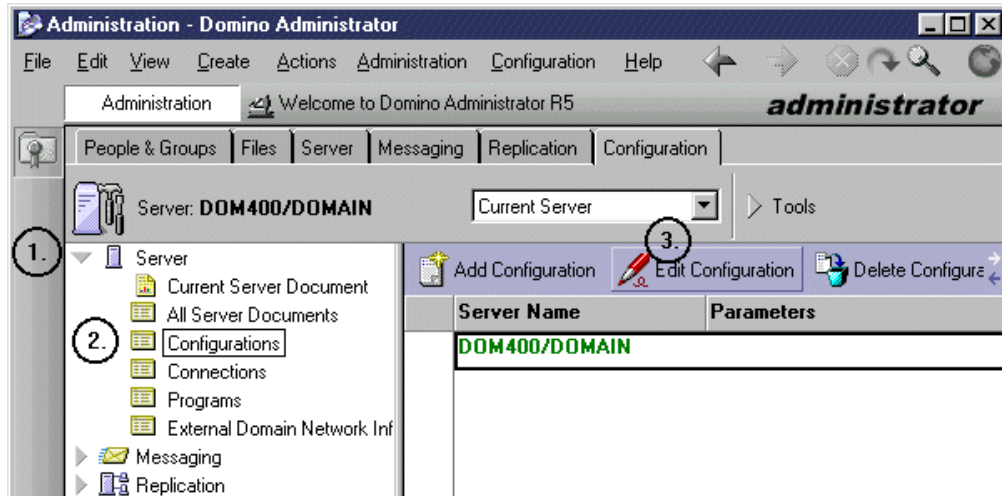 Administration - Domino Administrator
File Edit View Create Actions Administration Configuration Help
Administration Welcome to Domino Administrator R5 administrator
People & Groups Files Server Messaging Replication Configuration
Server: DOM400/DOMAIN Current Server Tools
1. Server 3.
Add Configuration Edit Configuration Delete Configura
Current Server Document
All Server Documents Server Name Parameters
2. Configurations DOM400/DOMAIN
Connections
Programs
External Domain Network Inf
Messaging
Replication